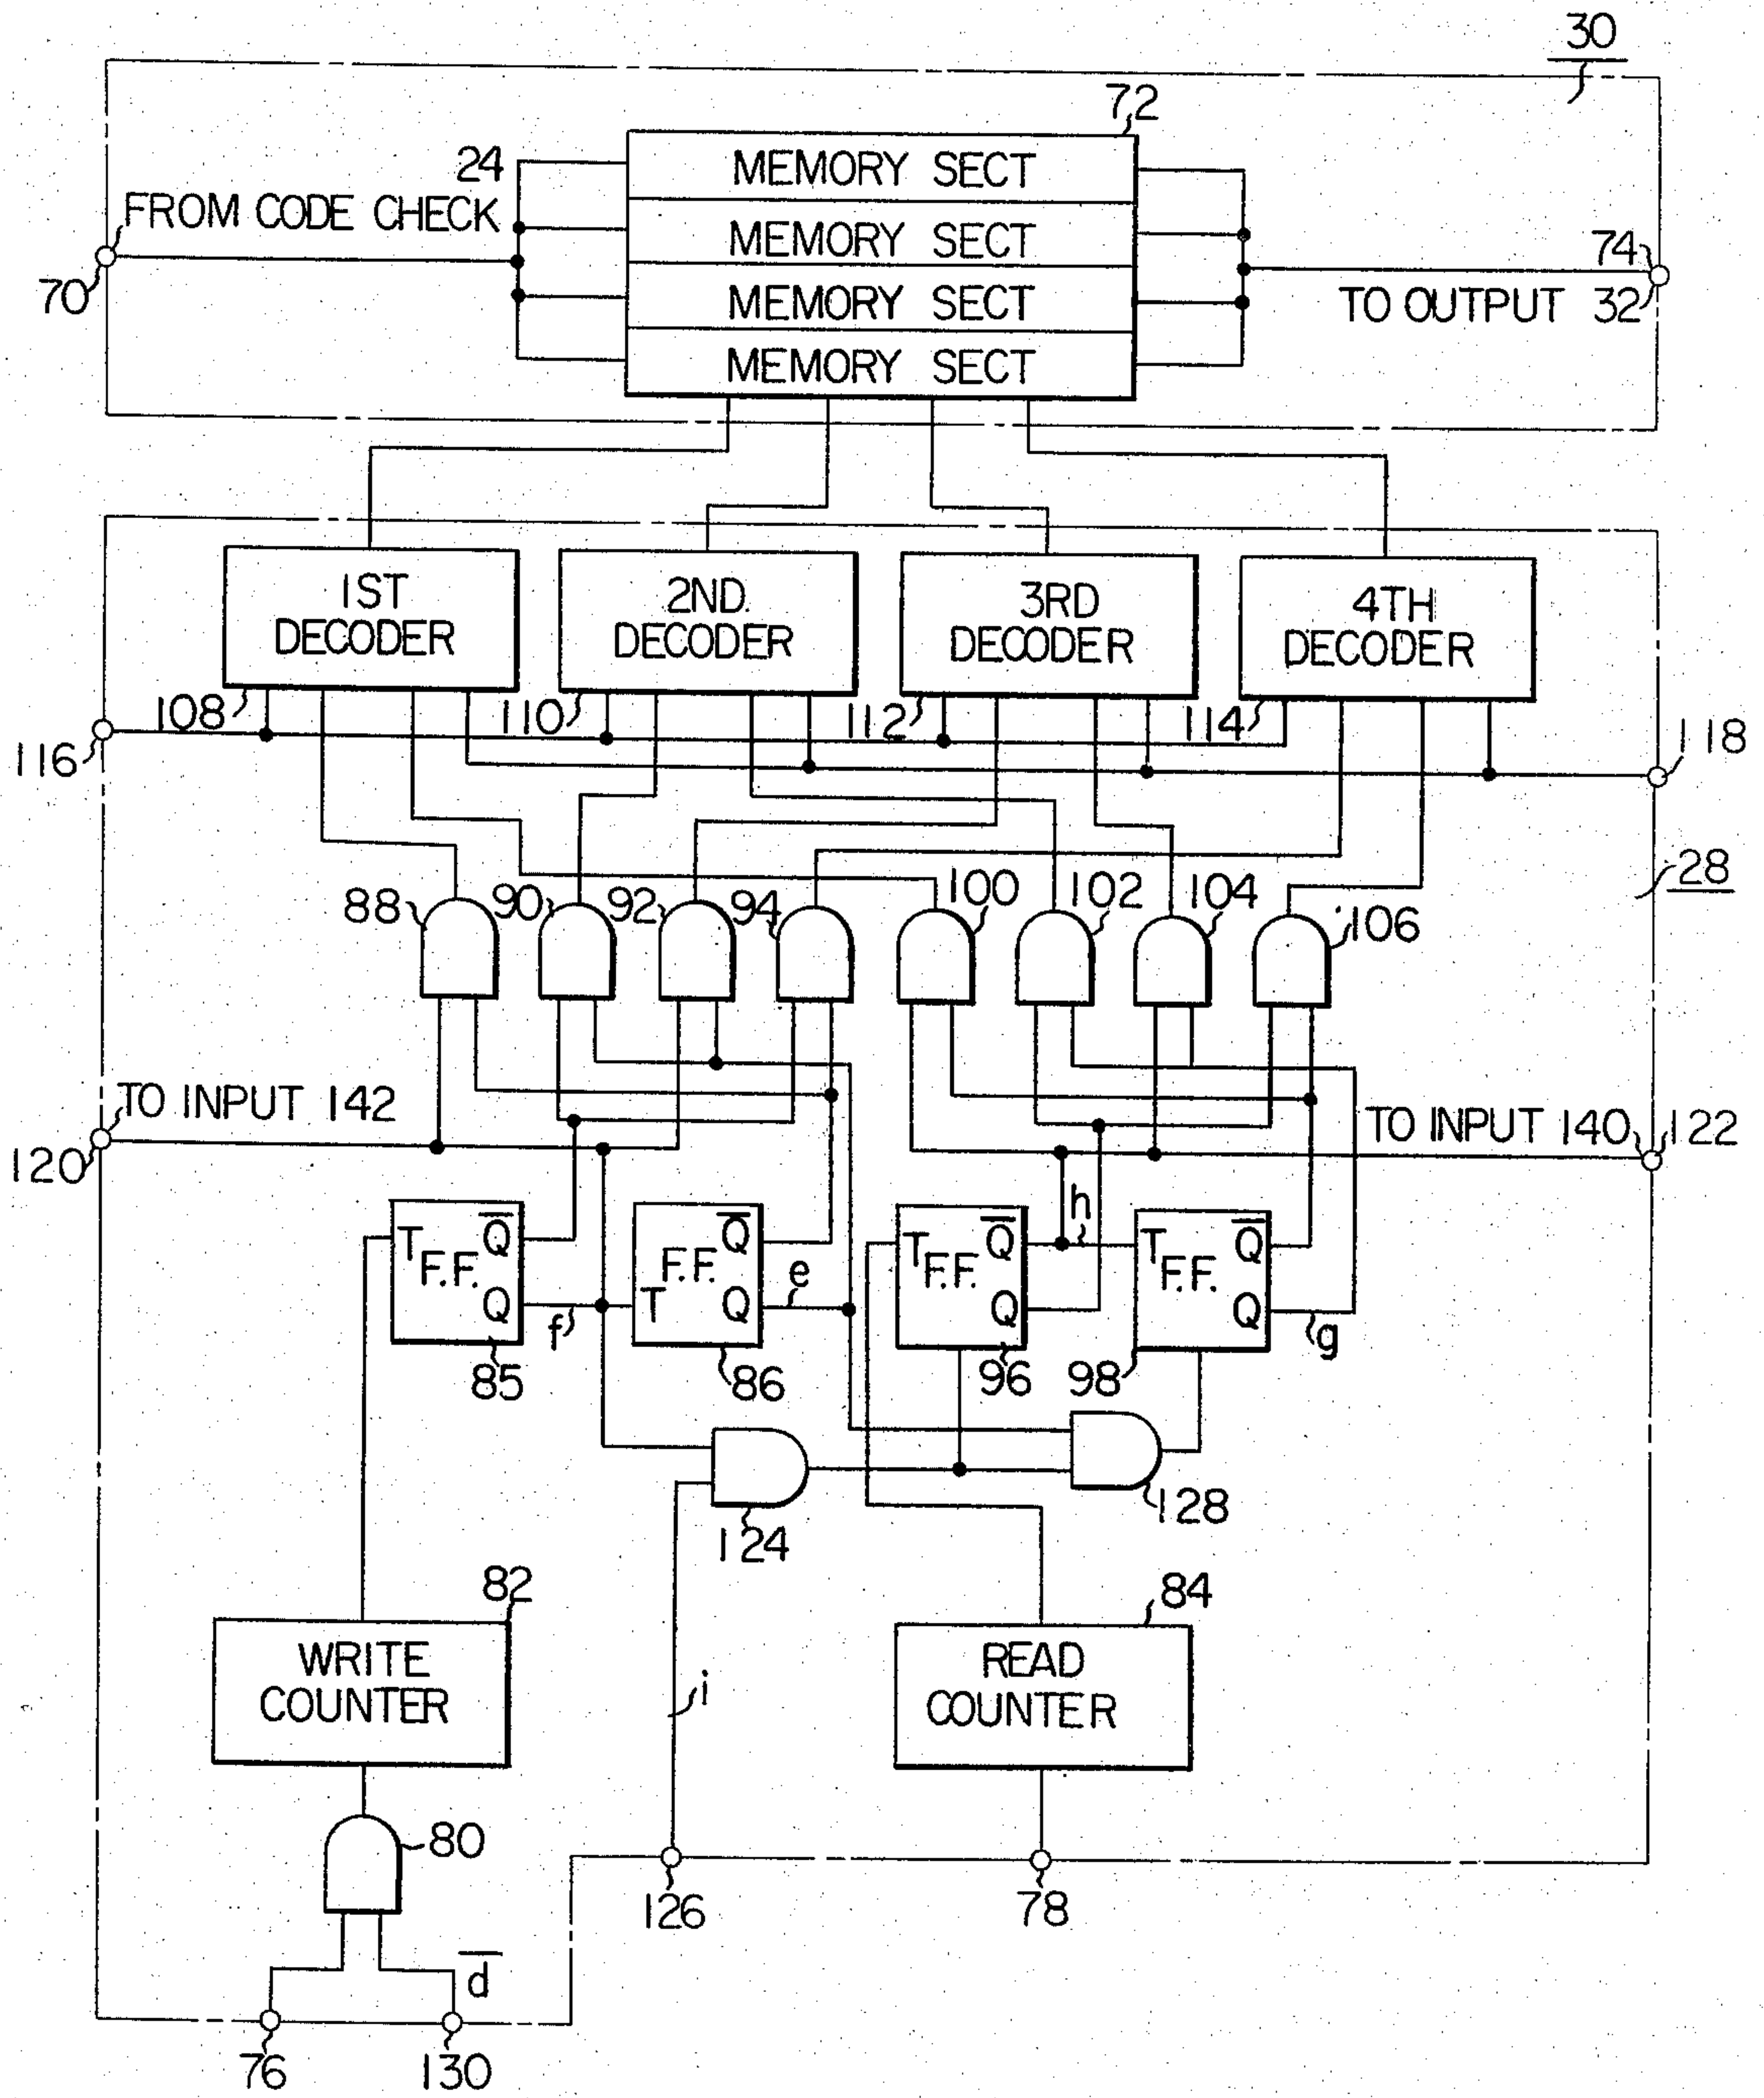 30
72
24
MEMORY SECT
FROM CODE CHECK
MEMORY SECT
74
70
MEMORY SECT
TO OUTPUT 32
MEMORY SECT
1ST
DECODER
2ND.
DECODER
3RD
DECODER
4TH
DECODER
108
110
112
114
116
118
28
88
90
92
94
100
102
104
106
TO INPUT 142
TO INPUT 140
120
122
T F.F. Q̅
Q
85
f
F.F. Q̅
T Q
86
e
T F.F. Q̅
Q
96
h
T F.F. Q̅
Q
98
g
124
128
82
WRITE
COUNTER
84
READ
COUNTER
i
80
126
78
d̅
76
130